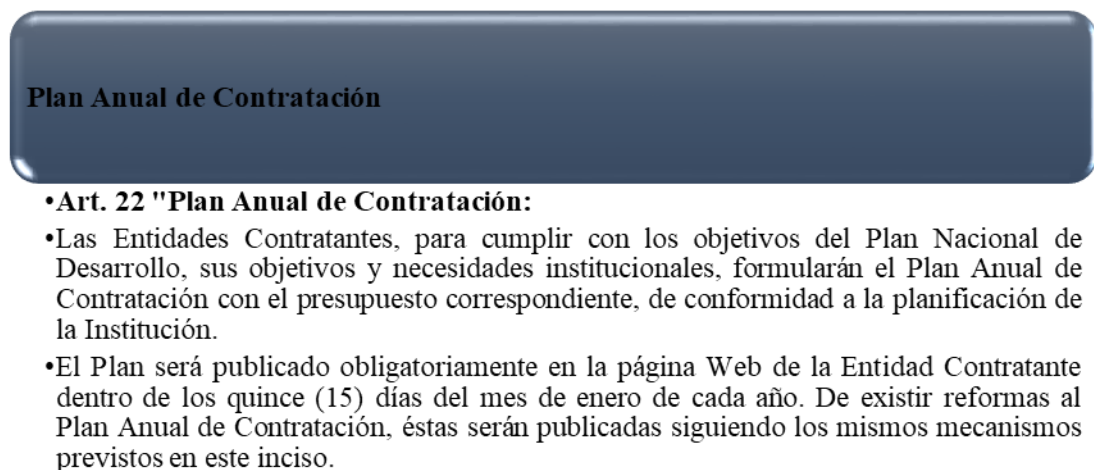 Plan Anual de Contratación
•Art. 22 "Plan Anual de Contratación:
•Las Entidades Contratantes, para cumplir con los objetivos del Plan Nacional de
Desarrollo, sus objetivos y necesidades institucionales, formularán el Plan Anual de
Contratación con el presupuesto correspondiente, de conformidad a la planificación de
la Institución.
•El Plan será publicado obligatoriamente en la página Web de la Entidad Contratante
dentro de los quince (15) días del mes de enero de cada año. De existir reformas al
Plan Anual de Contratación, éstas serán publicadas siguiendo los mismos mecanismos
previstos en este inciso.